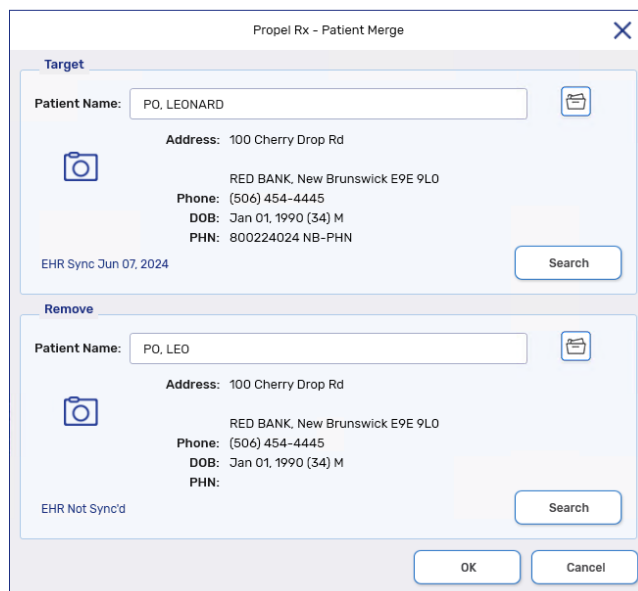 Propel Rx - Patient Merge
Target
Patient Name: PO, LEONARD
Address: 100 Cherry Drop Rd
RED BANK, New Brunswick E9E 9L0
Phone: (506) 454-4445
DOB: Jan 01, 1990 (34) M
PHN: 800224024 NB-PHN
EHR Sync Jun 07, 2024
Search
Remove
Patient Name: PO, LEO
Address: 100 Cherry Drop Rd
RED BANK, New Brunswick E9E 9L0
Phone: (506) 454-4445
DOB: Jan 01, 1990 (34) M
PHN:
EHR Not Sync'd
Search
OK Cancel